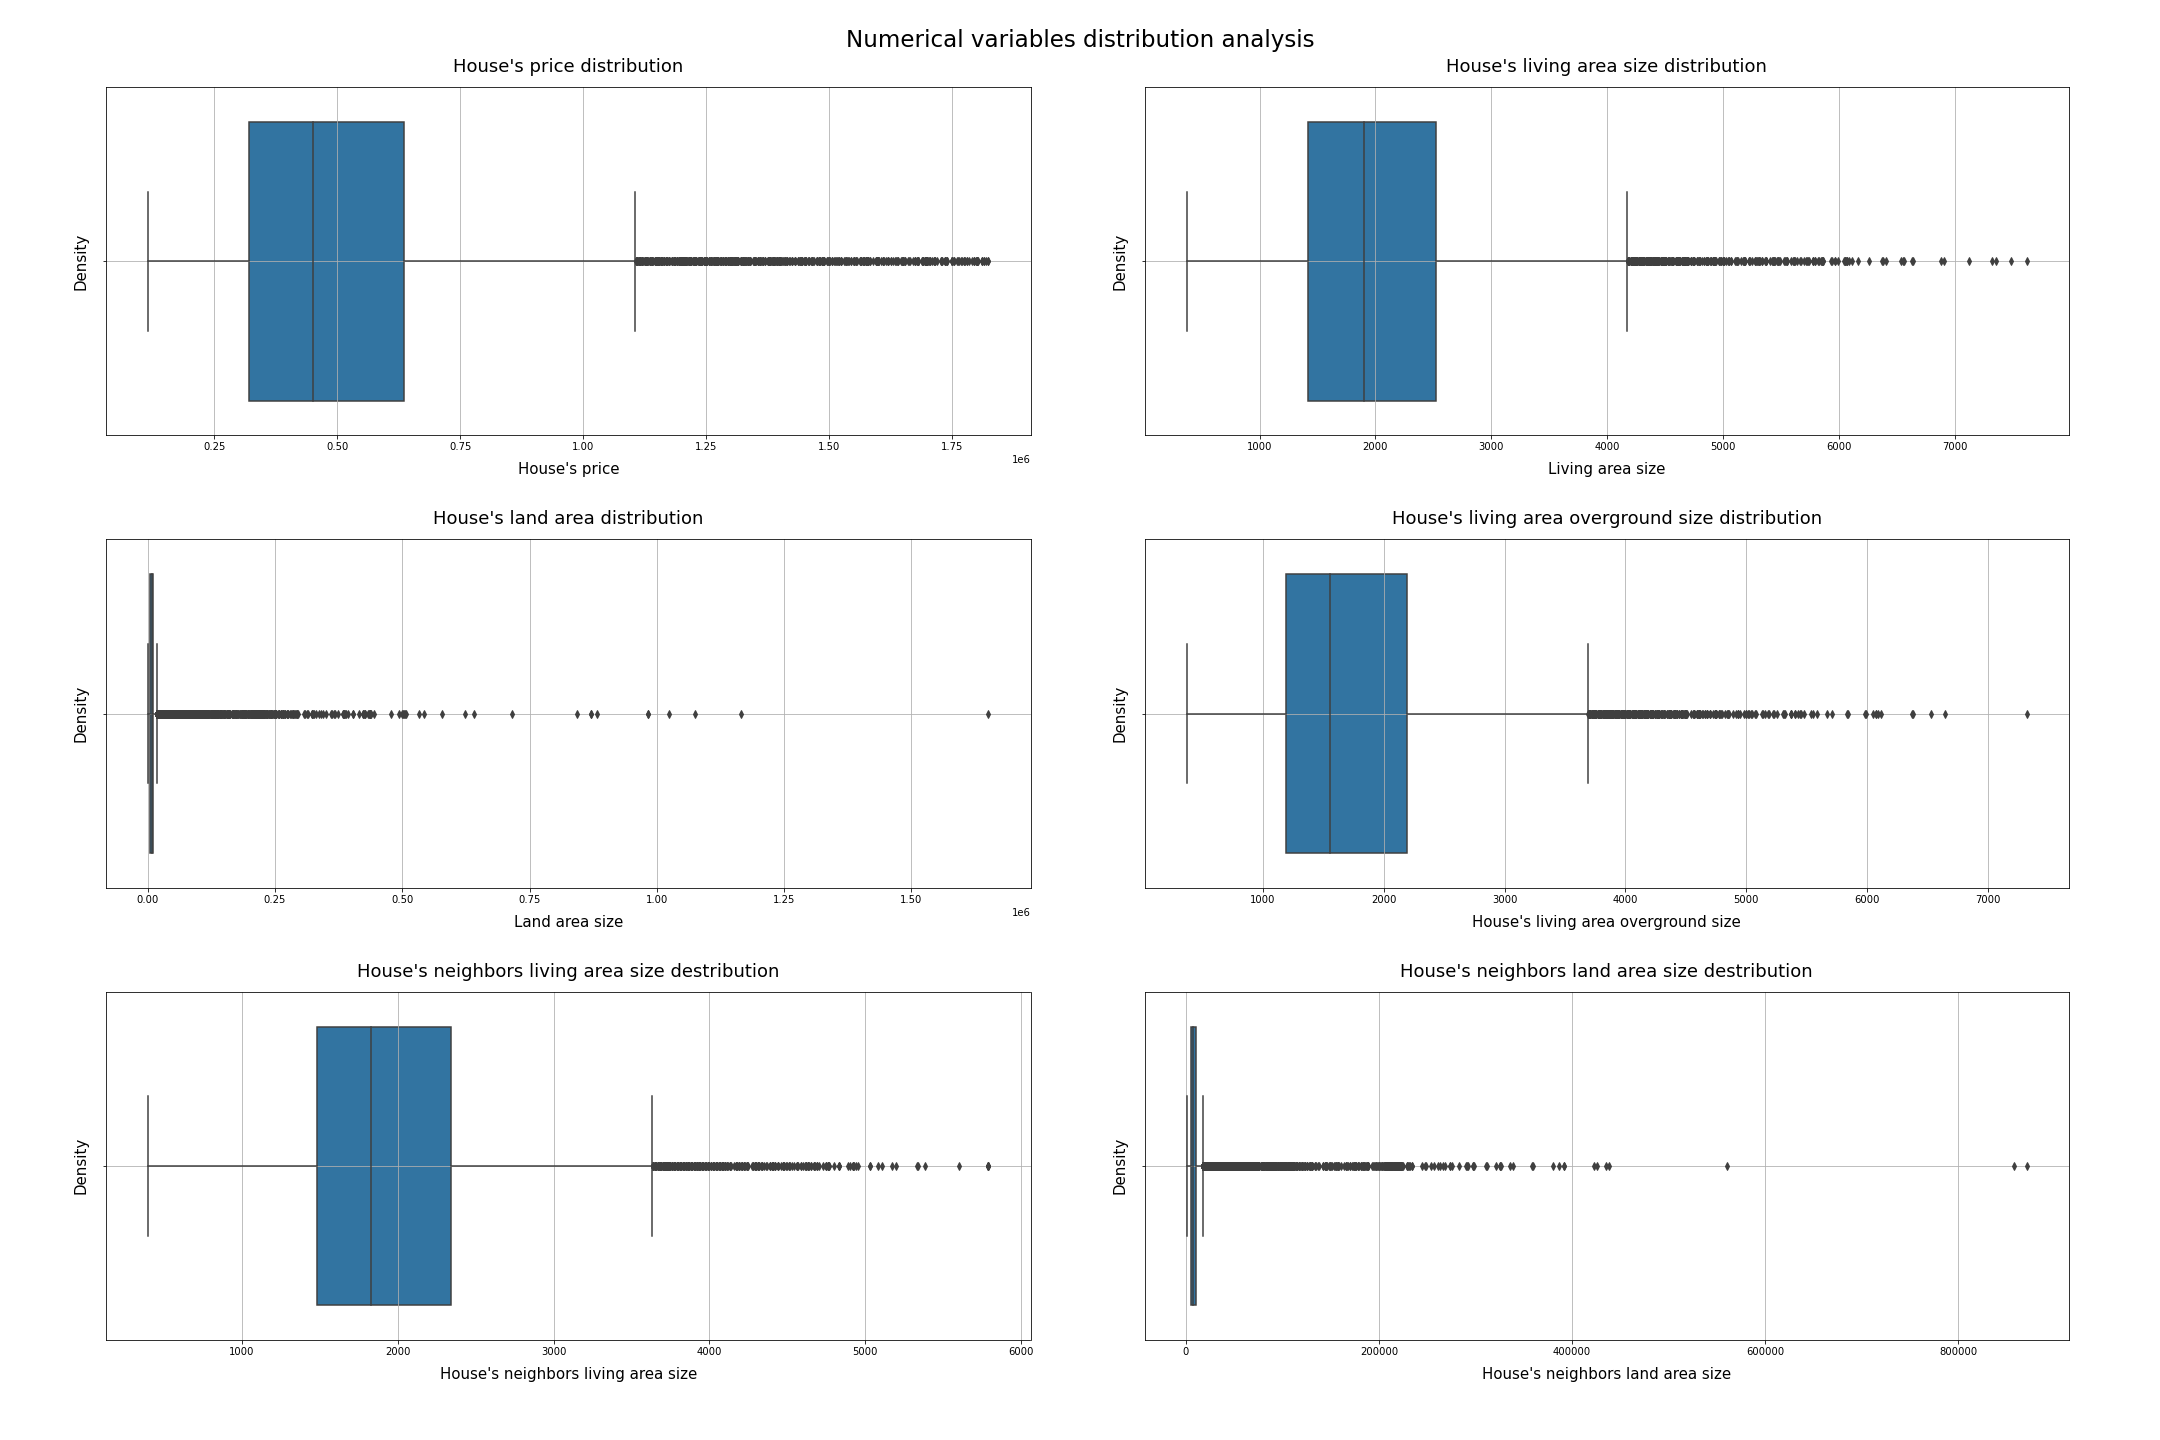 Numerical variables distribution analysis
House's price distribution
Density
0.25 0.50 0.75 1.00 1.25 1.50 1.75
1e6
House's price
House's living area size distribution
Density
1000 2000 3000 4000 5000 6000 7000
Living area size
House's land area distribution
Density
0.00 0.25 0.50 0.75 1.00 1.25 1.50
1e6
Land area size
House's living area overground size distribution
Density
1000 2000 3000 4000 5000 6000 7000
House's living area overground size
House's neighbors living area size destribution
Density
1000 2000 3000 4000 5000 6000
House's neighbors living area size
House's neighbors land area size destribution
Density
0 200000 400000 600000 800000
House's neighbors land area size